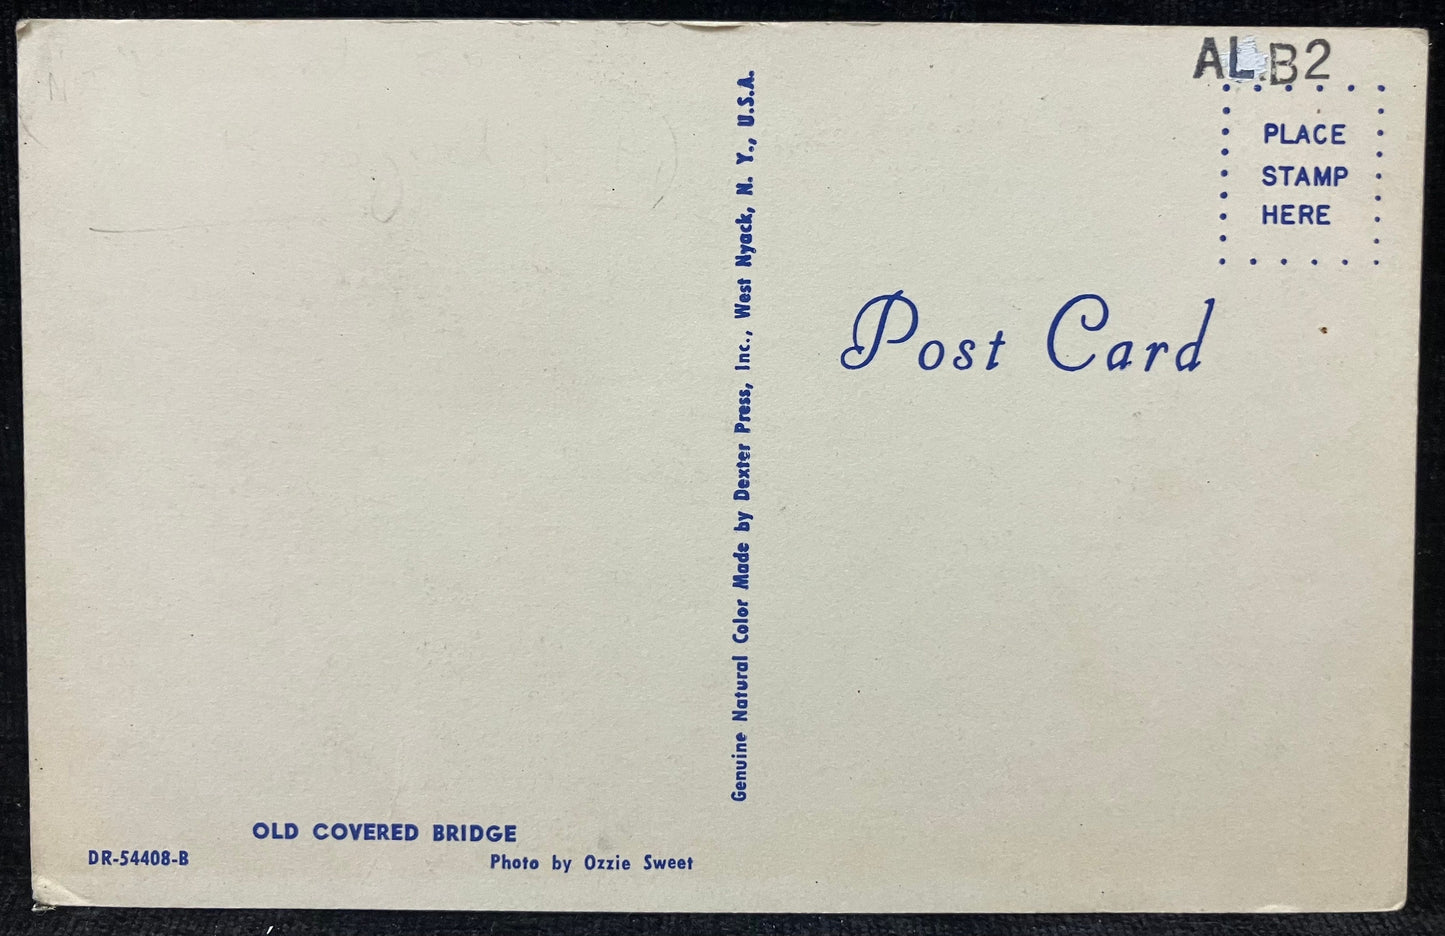 AL.B2
PLACE
STAMP
HERE
Post Card
Genuine Natural Color Made by Dexter Press, Inc., West Nyack, N. Y., U.S.A.
OLD COVERED BRIDGE
DR-54408-B
Photo by Ozzie Sweet